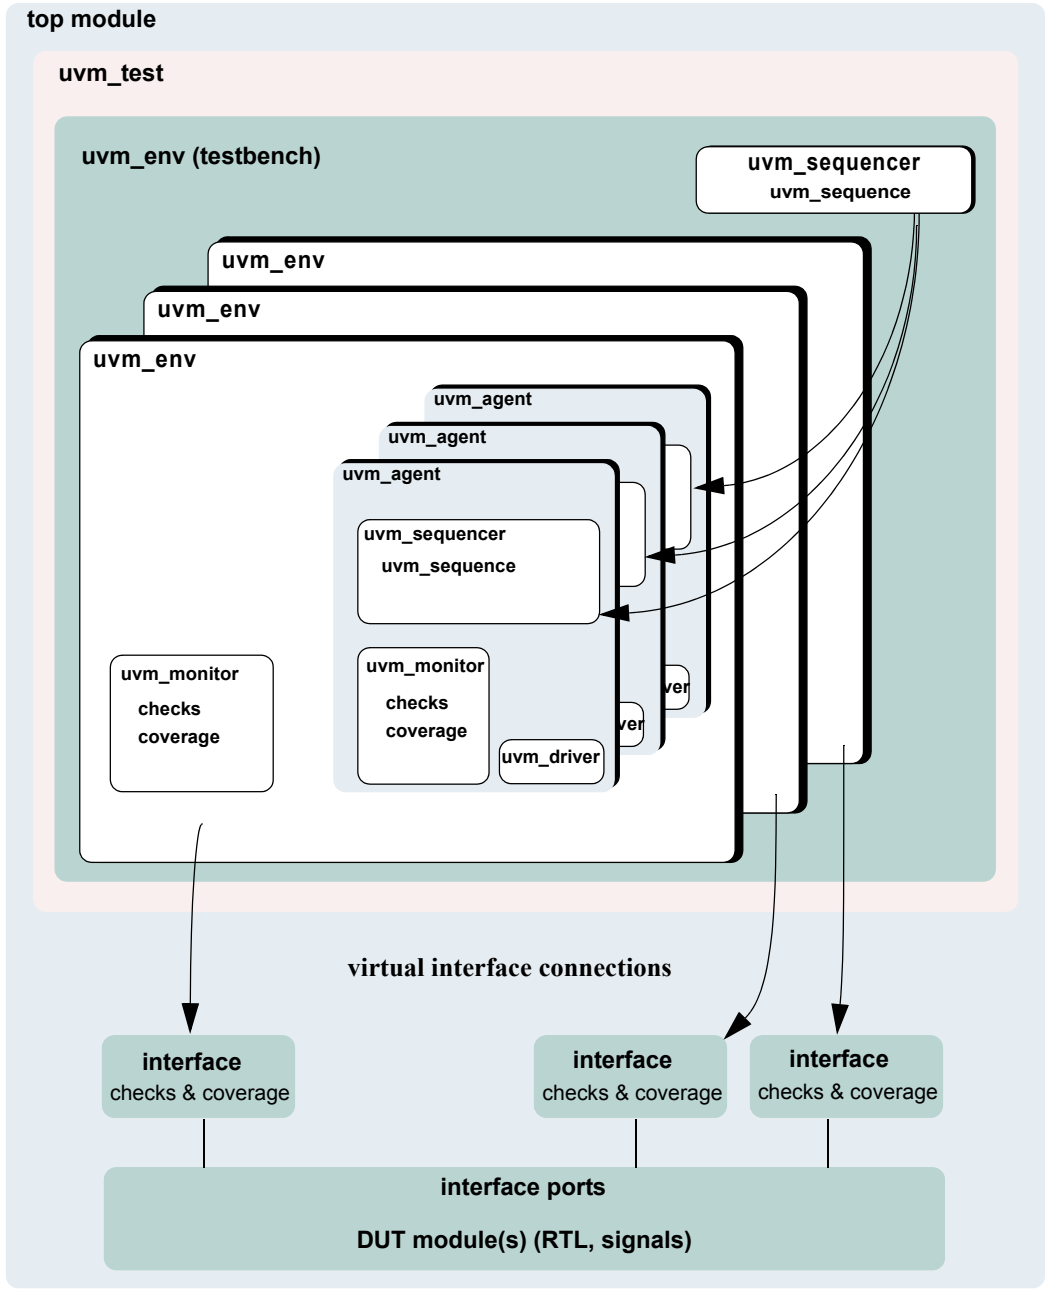 top module
uvm_test
uvm_env (testbench)
uvm_sequencer
uvm_sequence
uvm_env
uvm_env
uvm_env
uvm_agent
uvm_agent
uvm_agent
uvm_sequencer
uvm_sequence
uvm_monitor
checks
coverage
uvm_monitor
checks
coverage
ver
ver
uvm_driver
virtual interface connections
interface
checks & coverage
interface
checks & coverage
interface
checks & coverage
interface ports
DUT module(s) (RTL, signals)